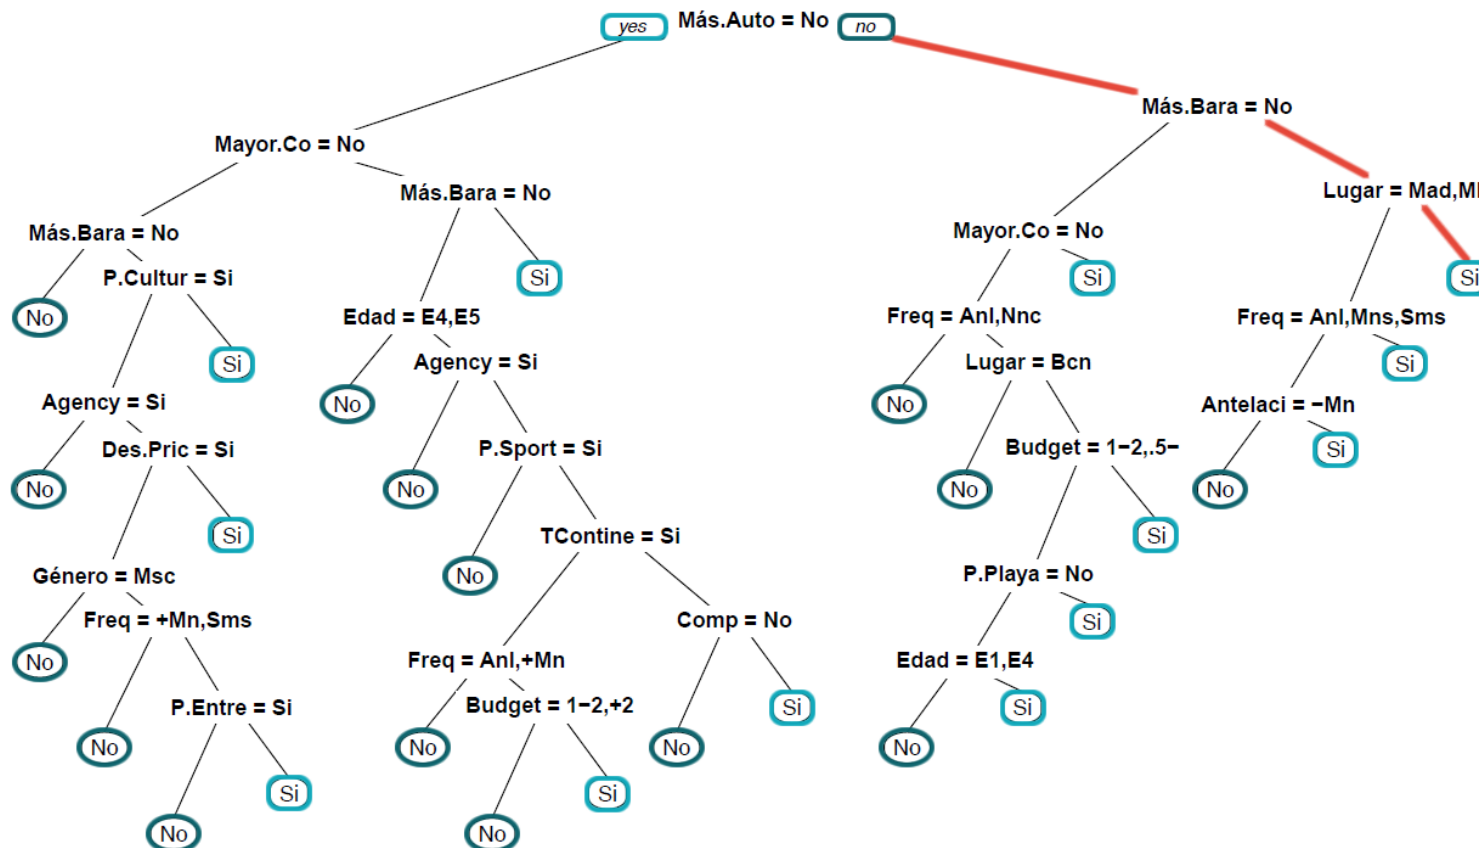 yes Más.Auto = No no
Más.Bara = No
Mayor.Co = No
Más.Bara = No
Lugar = Mad,Ml
Más.Bara = No
Mayor.Co = No
P.Cultur = Si
Si
Si
Si
No
Edad = E4,E5
Freq = Anl,Nnc
Freq = Anl,Mns,Sms
Si
Agency = Si
Lugar = Bcn
Si
Agency = Si
No
No
Antelaci = −Mn
Des.Pric = Si
P.Sport = Si
Budget = 1−2,.5−
Si
No
No
No
No
Si
TContine = Si
Si
Género = Msc
No
P.Playa = No
Freq = +Mn,Sms
Comp = No
Si
No
Freq = Anl,+Mn
Edad = E1,E4
P.Entre = Si
Budget = 1−2,+2
Si
Si
No
No
No
No
Si
Si
No
No